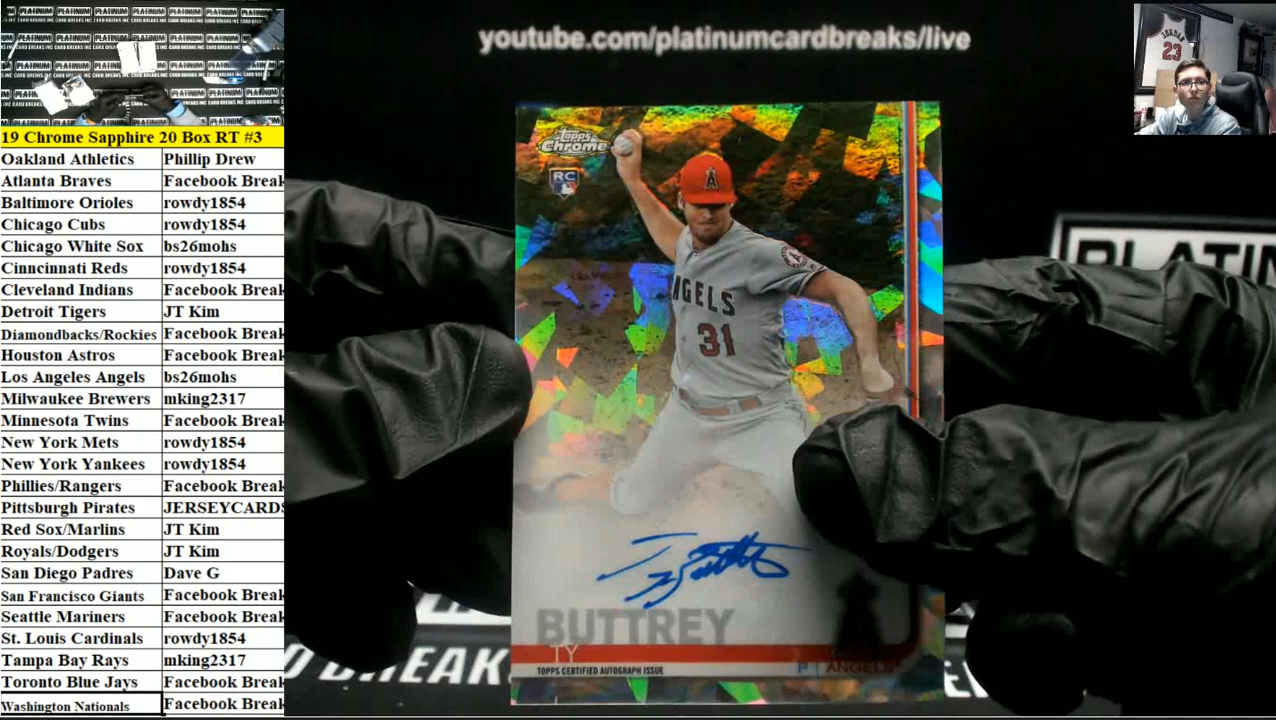 youtube.com/platinumcardbreaks/live
19 Chrome Sapphire 20 Box RT #3
Oakland Athletics Phillip Drew
Atlanta Braves Facebook Break
Baltimore Orioles rowdy1854
Chicago Cubs rowdy1854
Chicago White Sox bs26mohs
Cinncinnati Reds rowdy1854
Cleveland Indians Facebook Break
Detroit Tigers JT Kim
Diamondbacks/Rockies Facebook Break
Houston Astros Facebook Break
Los Angeles Angels bs26mohs
Milwaukee Brewers mking2317
Minnesota Twins Facebook Break
New York Mets rowdy1854
New York Yankees rowdy1854
Phillies/Rangers Facebook Break
Pittsburgh Pirates JERSEYCARDS
Red Sox/Marlins JT Kim
Royals/Dodgers JT Kim
San Diego Padres Dave G
San Francisco Giants Facebook Break
Seattle Mariners Facebook Break
St. Louis Cardinals rowdy1854
Tampa Bay Rays mking2317
Toronto Blue Jays Facebook Break
Washington Nationals Facebook Break
Topps
Chrome
RC
A
ANGELS
31
BUTTREY
TY
TOPPS CERTIFIED AUTOGRAPH ISSUE
P ANGELS
JORDAN
23